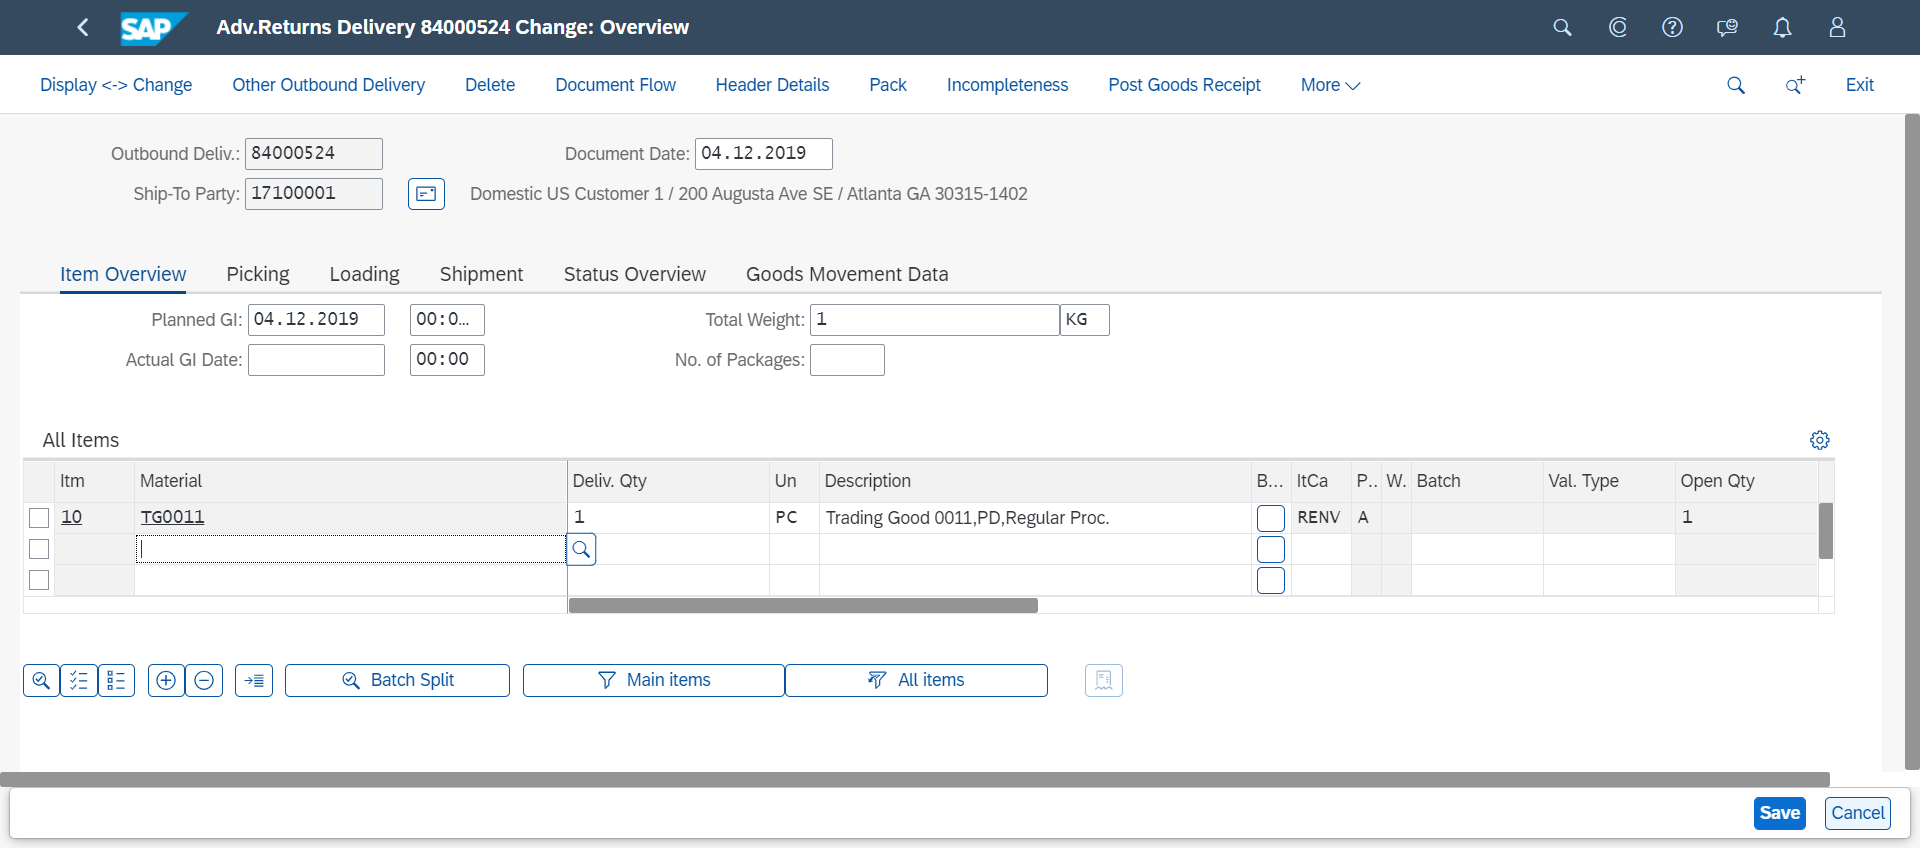 SAP Adv.Returns Delivery 84000524 Change: Overview
Display <-> Change Other Outbound Delivery Delete Document Flow Header Details Pack Incompleteness Post Goods Receipt More Exit
Outbound Deliv.: 84000524 Document Date: 04.12.2019
Ship-To Party: 17100001 Domestic US Customer 1 / 200 Augusta Ave SE / Atlanta GA 30315-1402
Item Overview Picking Loading Shipment Status Overview Goods Movement Data
Planned GI: 04.12.2019 00:0... Total Weight: 1 KG
Actual GI Date: 00:00 No. of Packages:
All Items
Itm Material Deliv. Qty Un Description B... ItCa P.. W. Batch Val. Type Open Qty
10 TG0011 1 PC Trading Good 0011,PD,Regular Proc. RENV A 1
Batch Split Main items All items
Save Cancel